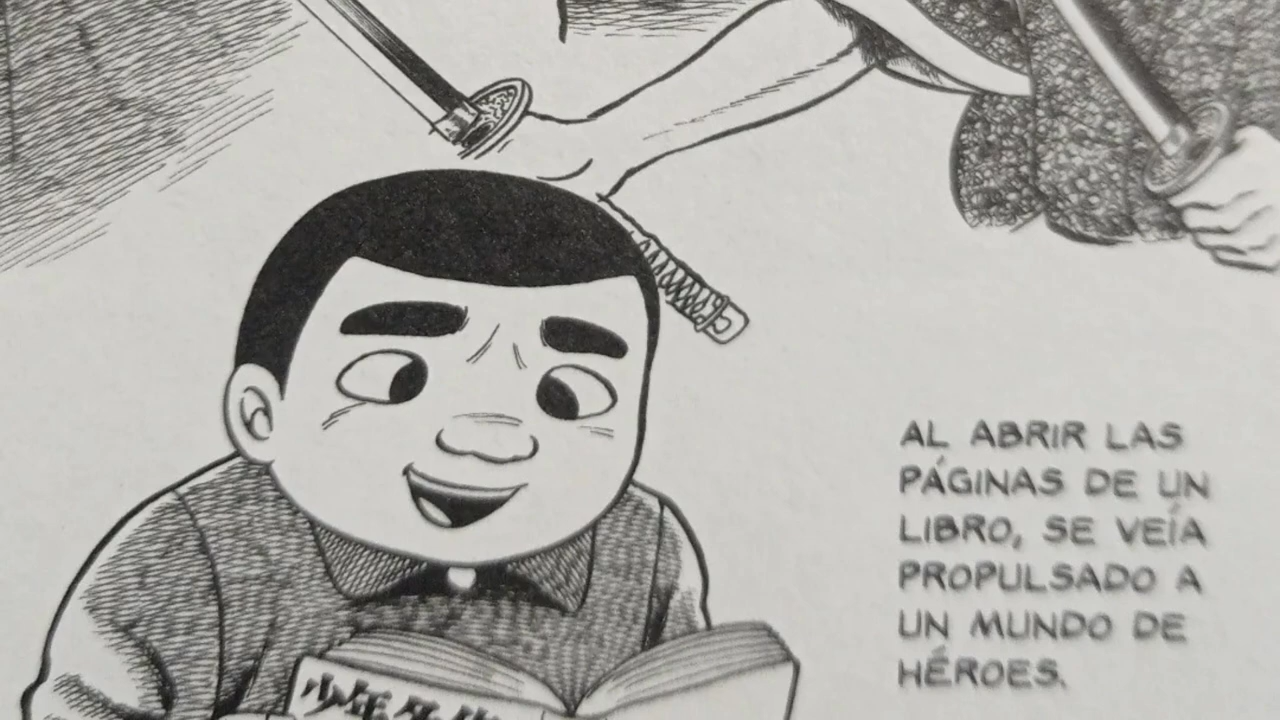 AL ABRIR LAS
PÁGINAS DE UN
LIBRO, SE VEÍA
PROPULSADO A
UN MUNDO DE
HÉROES.